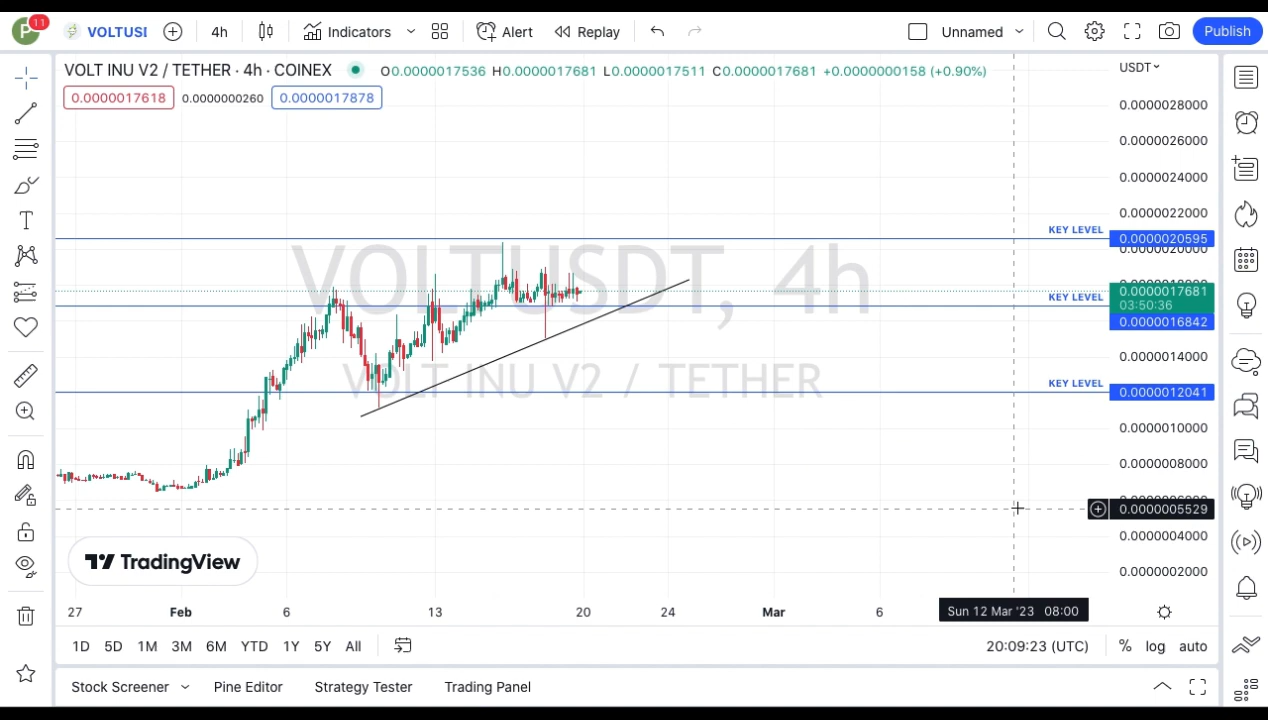 P 11 VOLTUSI 4h Indicators Alert Replay Unnamed Publish
VOLT INU V2 / TETHER · 4h · COINEX O0.0000017536 H0.0000017681 L0.0000017511 C0.0000017681 +0.0000000158 (+0.90%)
USDT
0.0000017618 0.0000000260 0.0000017878
0.0000028000
0.0000026000
0.0000024000
0.0000022000
KEY LEVEL 0.0000020595
0.0000020000
VOLTUSDT, 4h
0.0000017681
KEY LEVEL 03:50:36
0.0000016842
0.0000014000
VOLT INU V2 / TETHER
KEY LEVEL 0.0000012041
0.0000010000
0.0000008000
0.0000005529
0.0000004000
TradingView
0.0000002000
27 Feb 6 13 20 24 Mar 6 Sun 12 Mar '23 08:00
1D 5D 1M 3M 6M YTD 1Y 5Y All 20:09:23 (UTC) % log auto
Stock Screener Pine Editor Strategy Tester Trading Panel